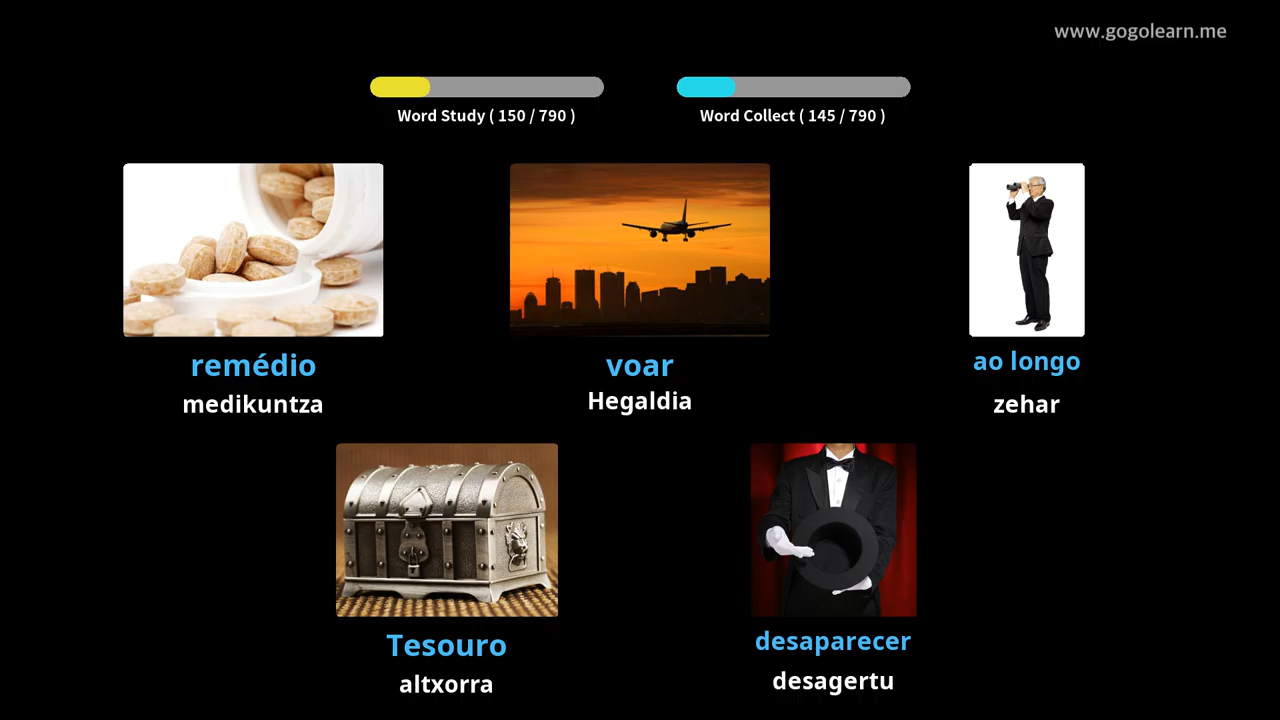 www.gogolearn.me
Word Study ( 150 / 790 )
Word Collect ( 145 / 790 )
remédio
medikuntza
voar
Hegaldia
ao longo
zehar
Tesouro
altxorra
desaparecer
desagertu